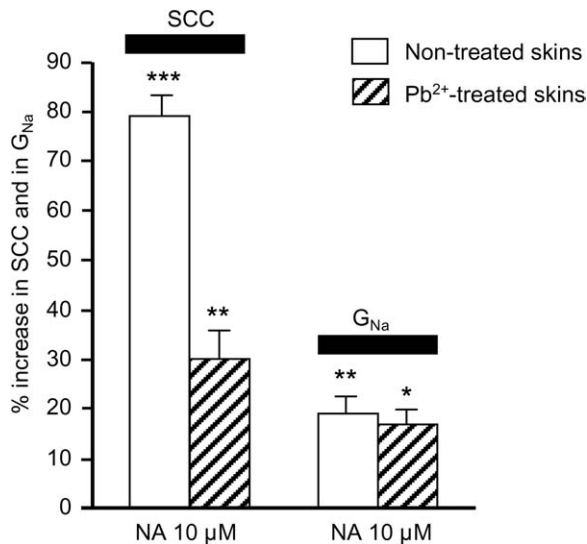 SCC
Non-treated skins
Pb²⁺-treated skins
% increase in SCC and in G_Na
90
80
70
60
50
40
30
20
10
0
***
**
G_Na
**
*
NA 10 µM
NA 10 µM